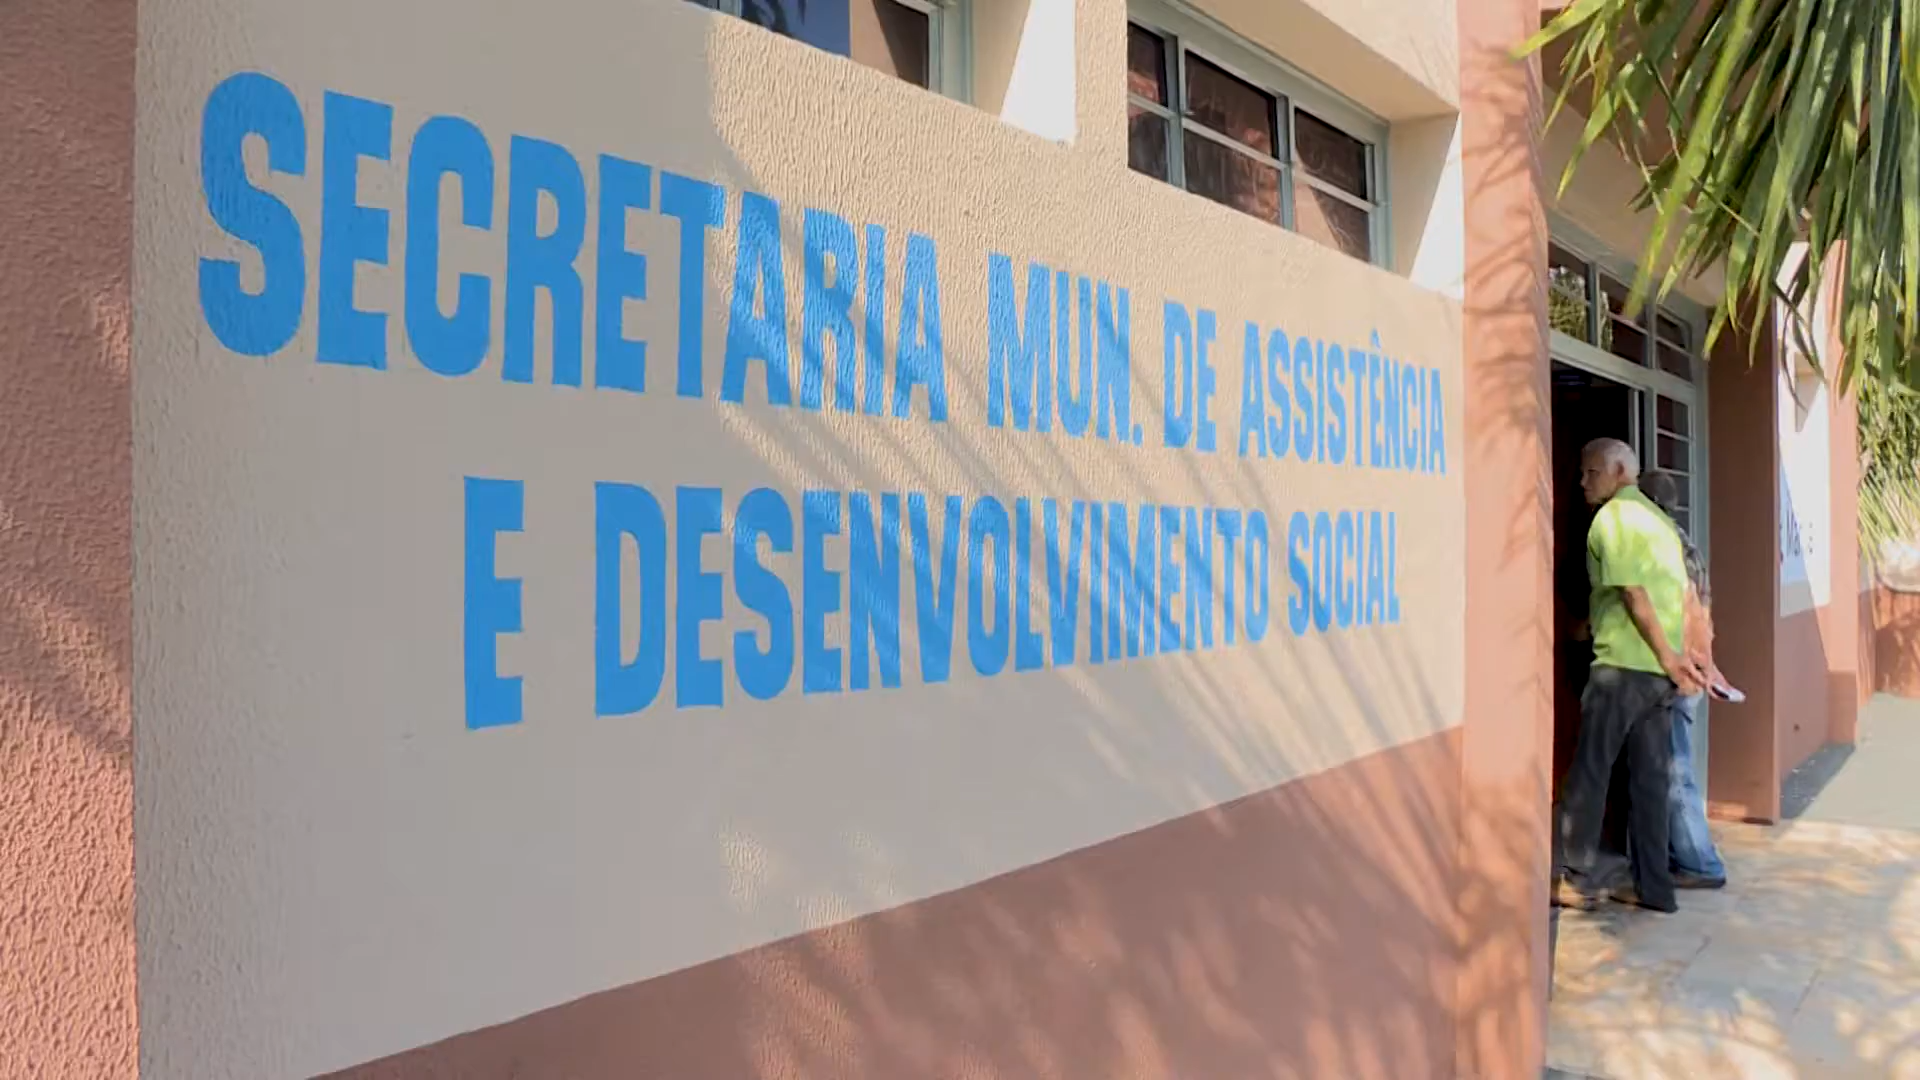 SECRETARIA MUN. DE ASSISTÊNCIA
E DESENVOLVIMENTO SOCIAL